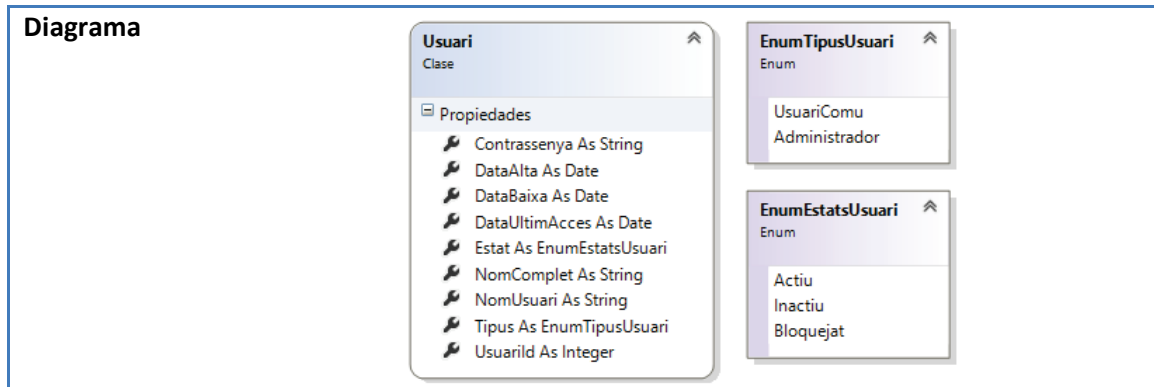 Diagrama
Usuari
Clase
Propiedades
Contrassenya As String
DataAlta As Date
DataBaixa As Date
DataUltimAcces As Date
Estat As EnumEstatsUsuari
NomComplet As String
NomUsuari As String
Tipus As EnumTipusUsuari
UsuariId As Integer
EnumTipusUsuari
Enum
UsuariComu
Administrador
EnumEstatsUsuari
Enum
Actiu
Inactiu
Bloquejat